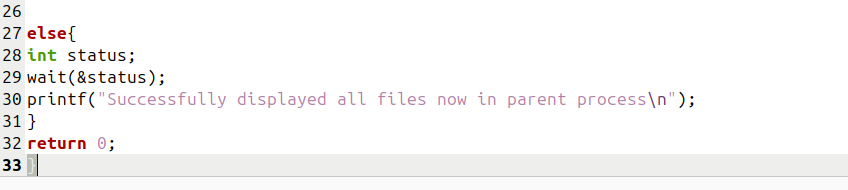 26
27 else{
28 int status;
29 wait(&status);
30 printf("Successfully displayed all files now in parent process\n");
31 }
32 return 0;
33 }